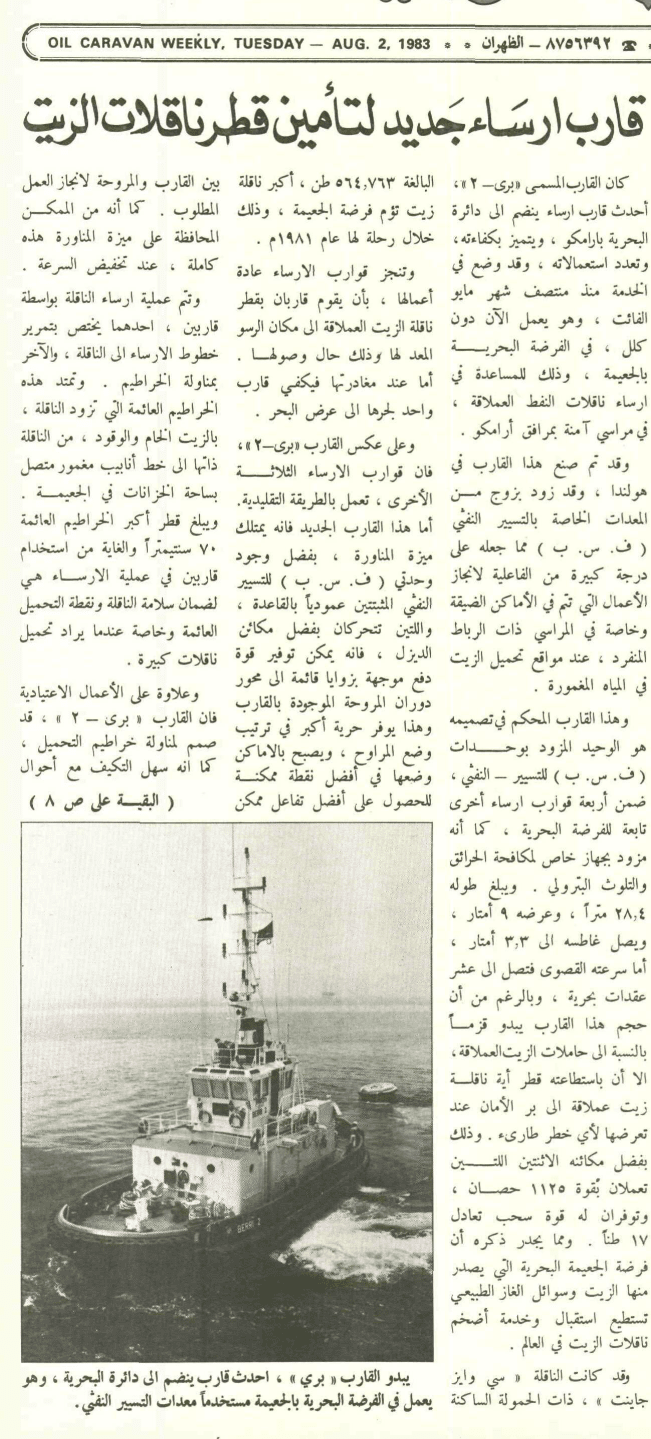 OIL CARAVAN WEEKLY, TUESDAY — AUG. 2, 1983 * * الظهران — ٨٧٥٦٣٩٢ ☎ *
قارب ارساء جديد لتأمين قطر ناقلات الزيت
كان القارب المسمى «برى— ٢»،
أحدث قارب ارساء ينضم الى دائرة
البحرية بارامكو ، ويتميز بكفاءته،
وتعدد استعمالاته ، وقد وضع في
الخدمة منذ منتصف شهر مايو
الفائت ، وهو يعمل الآن دون
كلل ، في الفرضة البحريــــة
بالجعيمة ، وذلك للمساعدة في
ارساء ناقلات النفط العملاقة ،
في مراسي آمنة بمرافق أرامكو .
وقد تم صنع هذا القارب في
هولندا ، وقد زود بزوج مـــن
المعدات الخاصة بالتسيير النفثي
( ف. س. ب ) مما جعله على
درجة كبيرة من الفاعلية لانجاز
الأعمال التي تتم في الأماكن الضيقة
وخاصة في المراسي ذات الرباط
المنفرد ، عند مواقع تحميل الزيت
في المياه المغمورة .
وهذا القارب المحكم في تصميمه
هو الوحيد المزود بوحــــدات
( ف. س. ب ) للتسيير — النفثي ،
ضمن أربعة قوارب ارساء أخرى
تابعة للفرضة البحرية ، كما أنه
مزود بجهاز خاص لمكافحة الحرائق
والتلوث البترولي . ويبلغ طوله
٢٨,٤ متراً ، وعرضه ٩ أمتار ،
ويصل غاطسه الى ٣,٣ أمتار ،
أما سرعته القصوى فتصل الى عشر
عقدات بحرية ، وبالرغم من أن
حجم هذا القارب يبدو قزمـــاً
بالنسبة الى حاملات الزيت العملاقة ،
الا أن باستطاعته قطر أية ناقلــة
زيت عملاقة الى بر الأمان عند
تعرضها لأي خطر طارىء . وذلك
بفضل مكائنه الاثنتين اللتــــين
تعملان بقوة ١١٢٥ حصــان ،
وتوفران له قوة سحب تعادل
١٧ طناً . ومما يجدر ذكره أن
فرضة الجعيمة البحرية التي يصدر
منها الزيت وسوائل الغاز الطبيعي
تستطيع استقبال وخدمة أضخم
ناقلات الزيت في العالم .
وقد كانت الناقلة « سي وايز
جاينت » ، ذات الحمولة الساكنة
البالغة ٥٦٤,٧٦٣ طن ، أكبر ناقلة
زيت تؤم فرضة الجعيمة ، وذلك
خلال رحلة لها عام ١٩٨١م .
وتنجز قوارب الارساء عادة
أعمالها ، بأن يقوم قاربان بقطر
ناقلة الزيت العملاقة الى مكان الرسو
المعد لها وذلك حال وصولهــا .
أما عند مغادرتها فيكفي قارب
واحد لجرها الى عرض البحر .
وعلى عكس القارب «برى—٢»،
فان قوارب الارساء الثلاثــــة
الأخرى ، تعمل بالطريقة التقليدية.
أما هذا القارب الجديد فانه يمتلك
ميزة المناورة ، بفضل وجود
وحدتي ( ف. س. ب ) للتسيير
النفثي المثبتتين عمودياً بالقاعدة ،
واللتين تتحركان بفضل مكائن
الديزل ، فانه يمكن توفير قوة
دفع موجهة بزوايا قائمة الى محور
دوران المروحة الموجودة بالقارب
وهذا يوفر حرية أكبر في ترتيب
وضع المراوح ، ويصبح بالاماكن
وضعها في أفضل نقطة ممكنــة
للحصول على أفضل تفاعل ممكن
بين القارب والمروحة لانجاز العمل
المطلوب . كما أنه من الممكـــن
المحافظة على ميزة المناورة هذه
كاملة ، عند تخفيض السرعة .
وتتم عملية ارساء الناقلة بواسطة
قاربين ، احدهما يختص بتمرير
خطوط الارساء الى الناقلة ، والآخر
بمناولة الخراطيم . وتمتد هذه
الخراطيم العائمة التي تزود الناقلة ،
بالزيت الخام والوقود ، من الناقلة
ذاتها الى خط أنابيب مغمور متصل
بساحة الخزانات في الجعيمــة .
ويبلغ قطر أكبر الخراطيم العائمة
٧٠ سنتيمتراً والغاية من استخدام
قاربين في عملية الارســاء هي
لضمان سلامة الناقلة ونقطة التحميل
العائمة وخاصة عندما يراد تحميل
ناقلات كبيرة .
وعلاوة على الأعمال الاعتيادية
فان القارب « برى — ٢ » ، قد
صمم لمناولة خراطيم التحميل ،
كما انه سهل التكيف مع أحوال
( البقيــة على ص ٨ )
BERRI 2
يبدو القارب « بري » ، احدث قارب ينضم الى دائرة البحرية ، وهو
يعمل في الفرضة البحرية بالجعيمة مستخدماً معدات التسيير النفثي.